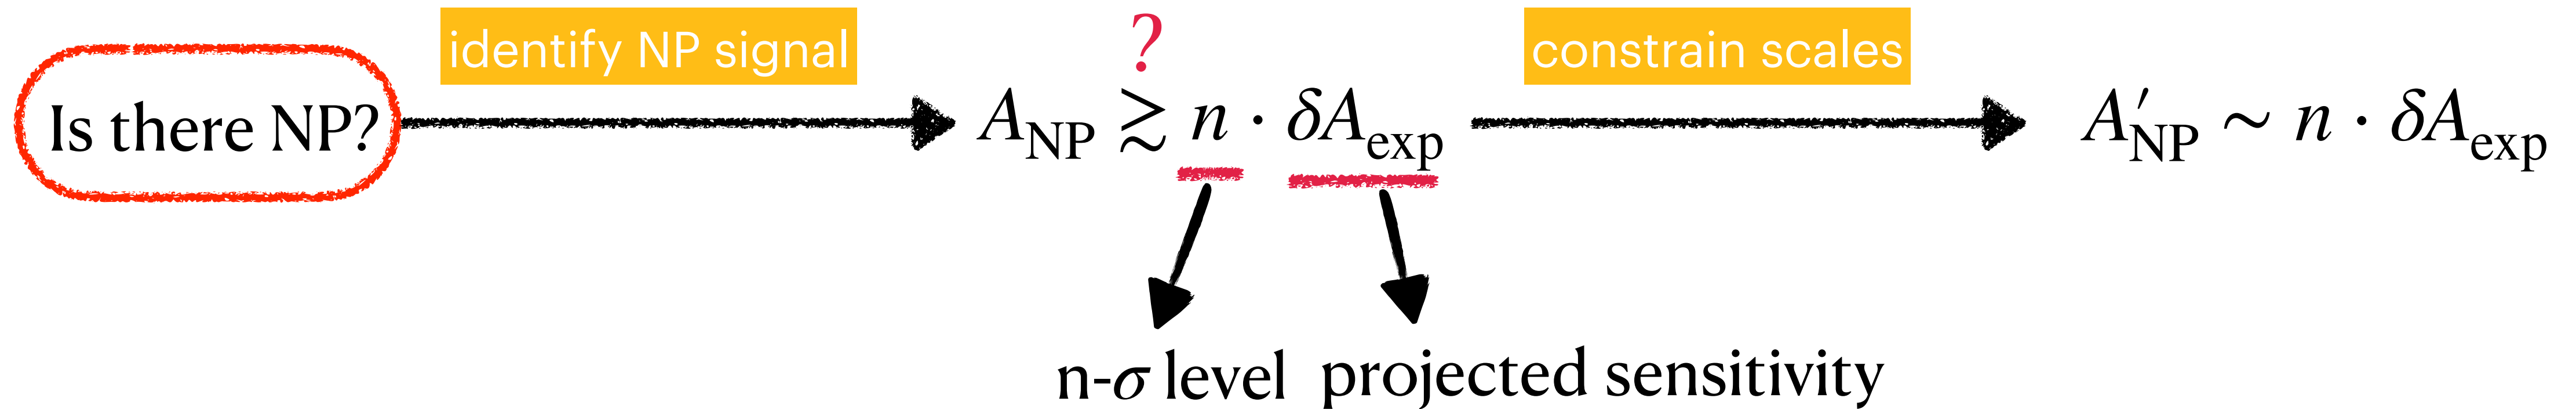 identify NP signal
?
constrain scales
Is there NP?
A_NP ≳ n · δA_exp
A′_NP ∼ n · δA_exp
n-σ level
projected sensitivity